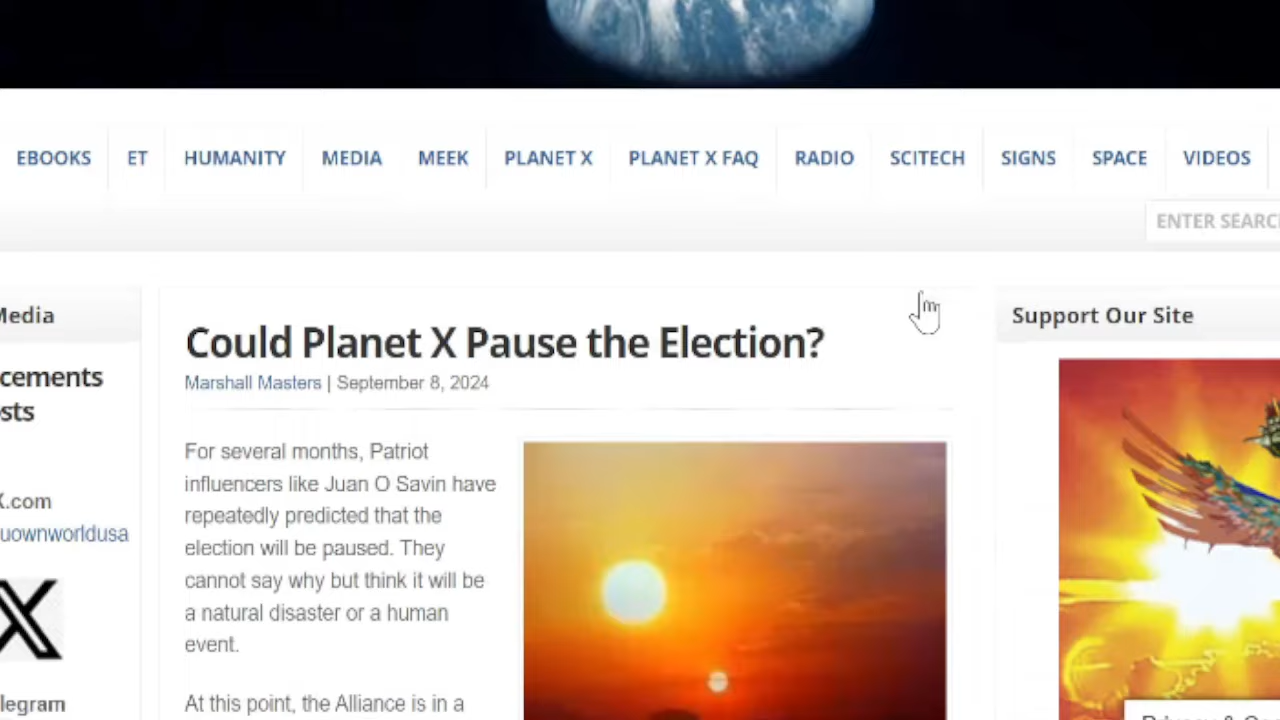 EBOOKS ET HUMANITY MEDIA MEEK PLANET X PLANET X FAQ RADIO SCITECH SIGNS SPACE VIDEOS
ENTER SEARC
Media
cements
sts
X.com
uownworldusa
legram
Could Planet X Pause the Election?
Marshall Masters | September 8, 2024
For several months, Patriot
influencers like Juan O Savin have
repeatedly predicted that the
election will be paused. They
cannot say why but think it will be
a natural disaster or a human
event.
At this point, the Alliance is in a
Support Our Site